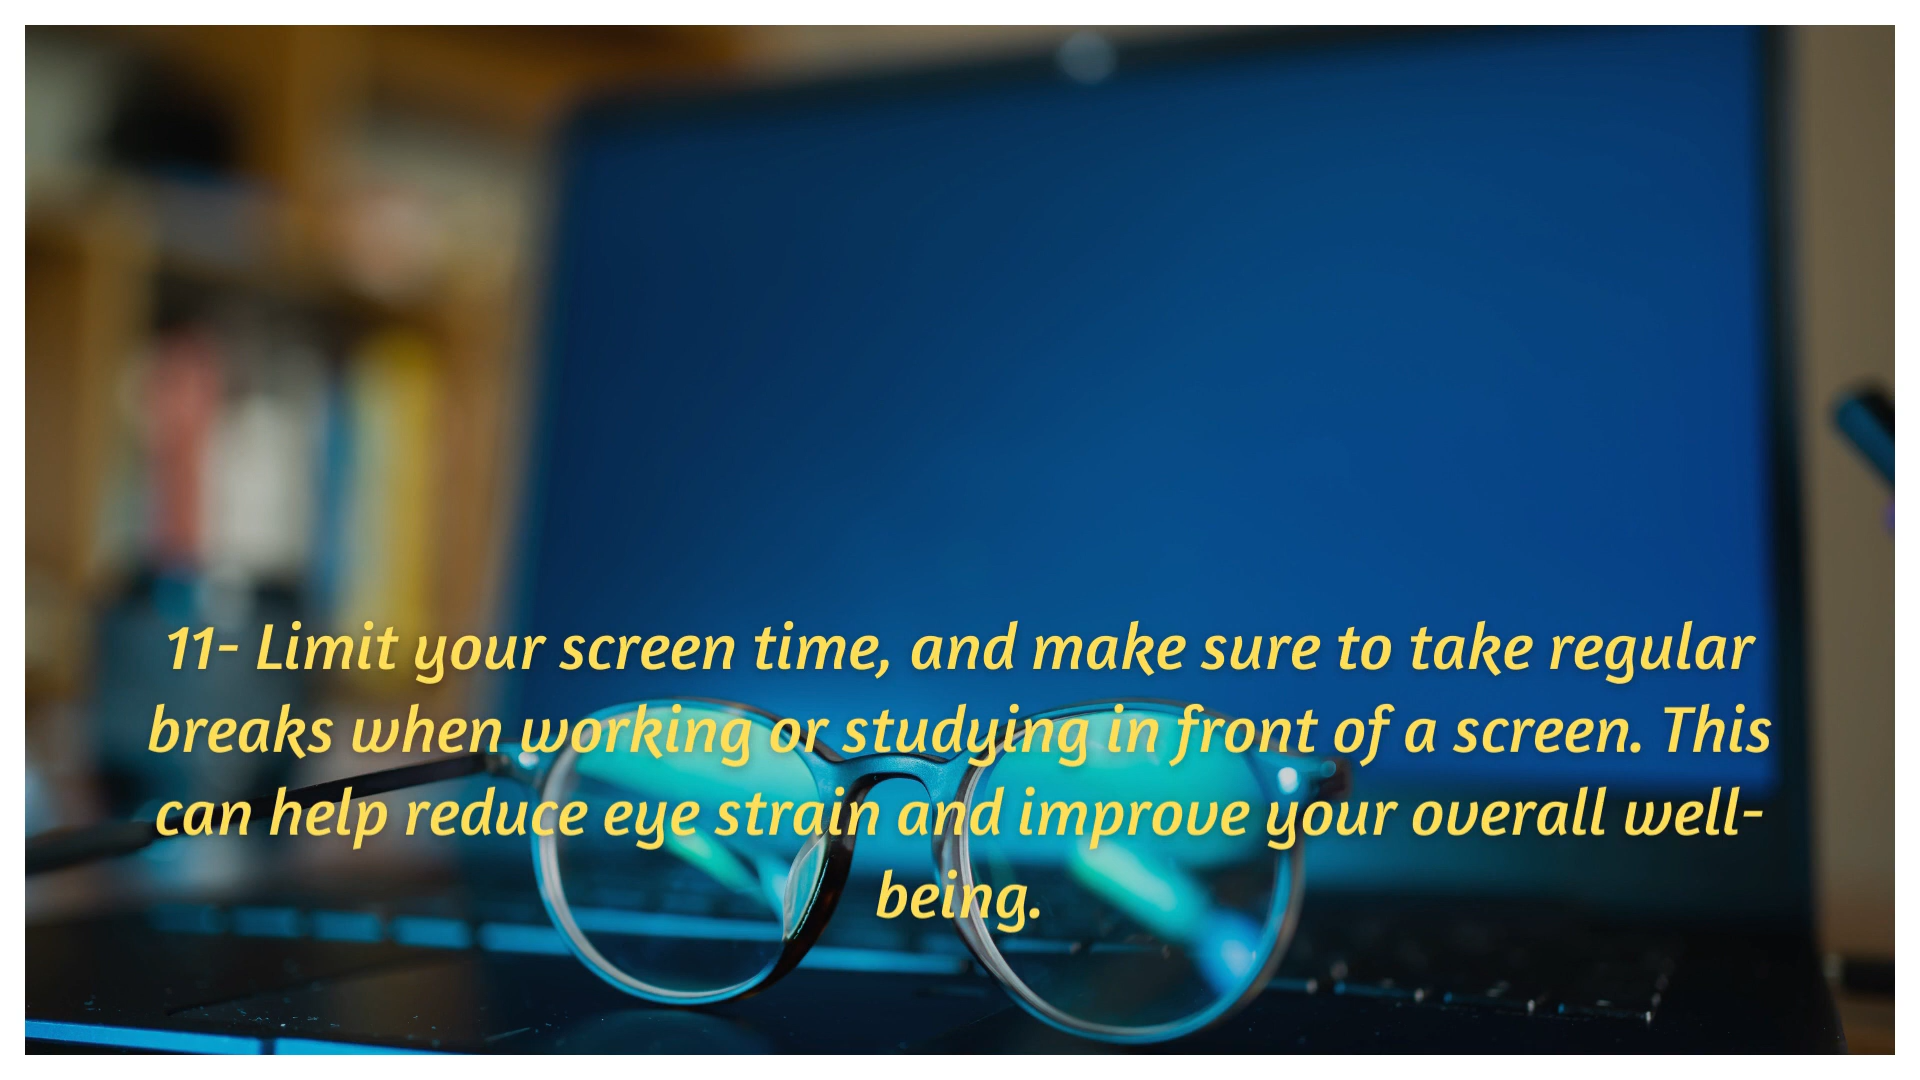 11- Limit your screen time, and make sure to take regular
breaks when working or studying in front of a screen. This
can help reduce eye strain and improve your overall well-
being.